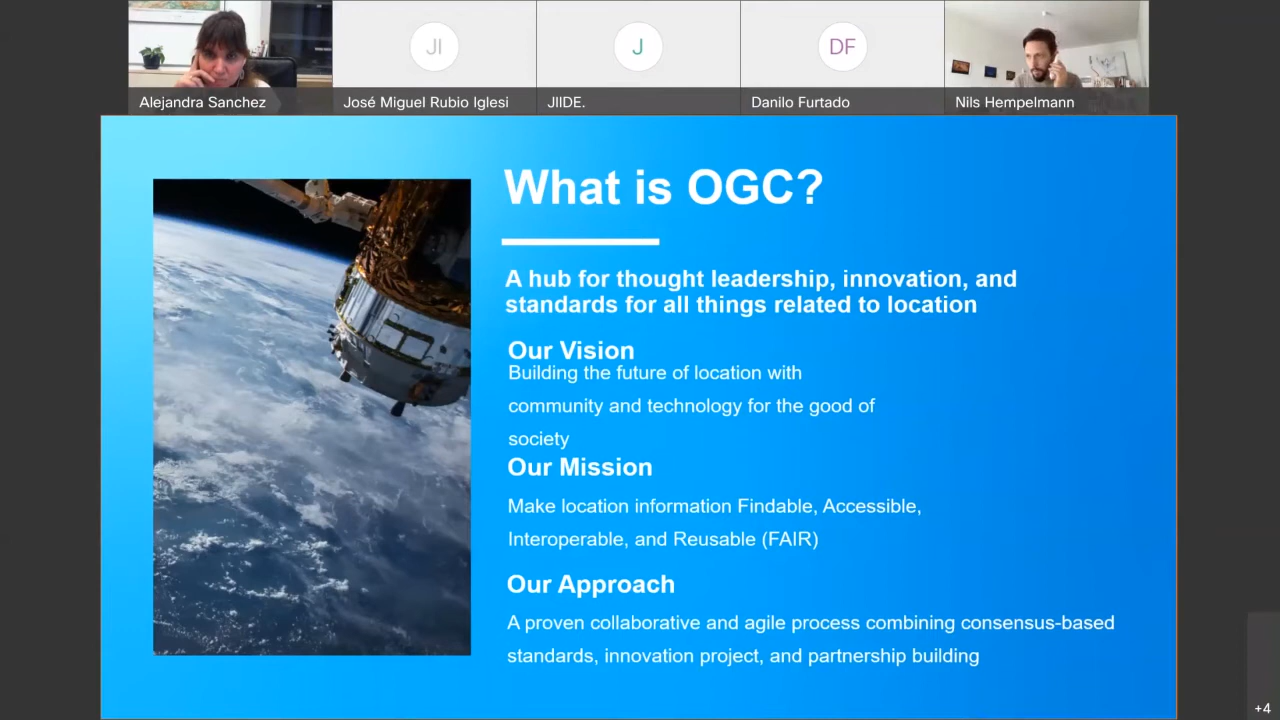 JI
J
DF
Alejandra Sanchez
José Miguel Rubio Iglesi
JIIDE.
Danilo Furtado
Nils Hempelmann
What is OGC?
A hub for thought leadership, innovation, and
standards for all things related to location
Our Vision
Building the future of location with
community and technology for the good of
society
Our Mission
Make location information Findable, Accessible,
Interoperable, and Reusable (FAIR)
Our Approach
A proven collaborative and agile process combining consensus-based
standards, innovation project, and partnership building
+4